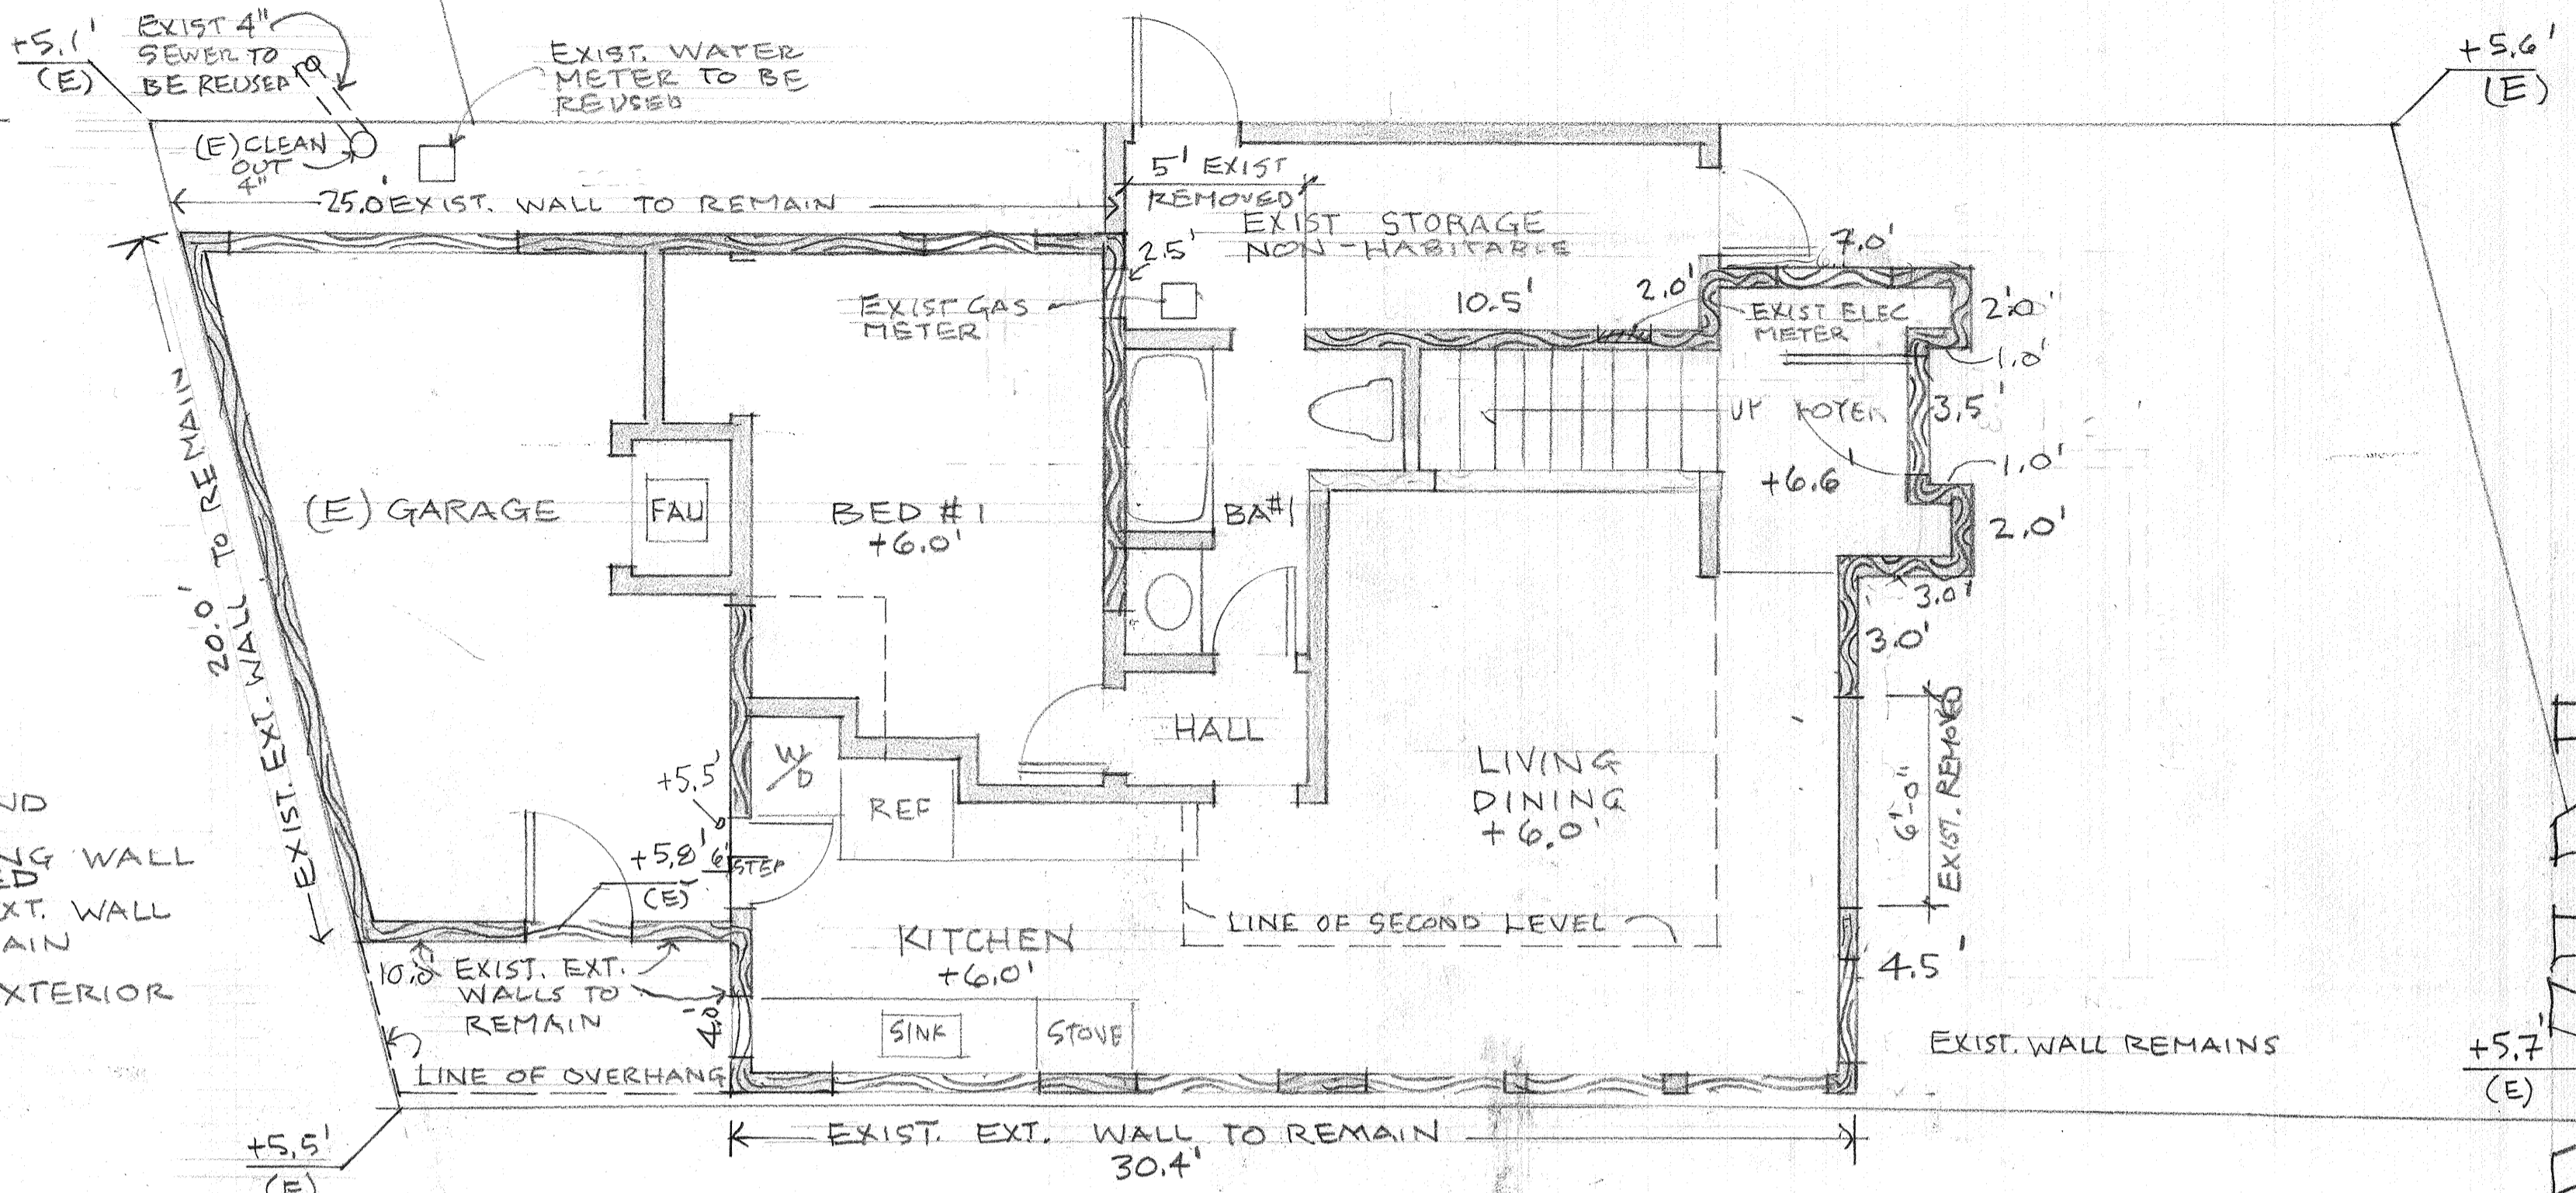 +5.1'
(E)
EXIST 4"
SEWER TO
BE REUSED
EXIST. WATER
METER TO BE
REUSED
+5.6'
(E)
(E) CLEAN
OUT
4"
25.0' EXIST. WALL TO REMAIN
5' EXIST
REMOVED
EXIST STORAGE
NON-HABITABLE
2.5'
10.5'
2.0'
7.0'
EXIST GAS
METER
EXIST ELEC
METER
2.0'
1.0'
3.5'
UP FOYER
+6.6'
1.0'
2.0'
3.0'
3.0'
20.0'
EXIST. EXT. WALL TO REMAIN
(E) GARAGE
FAU
BED #1
+6.0'
BA#1
HALL
W/D
REF
LIVING
DINING
+6.0'
6'-0"
EXIST. REMOVED
+5.5'
+5.8'
(E)
6"
STEP
LINE OF SECOND LEVEL
KITCHEN
+6.0'
4.5'
10.0'
EXIST. EXT.
WALLS TO
REMAIN
4.0'
SINK
STOVE
EXIST. WALL REMAINS
LINE OF OVERHANG
+5.7'
(E)
EXIST. EXT. WALL TO REMAIN
30.4'
+5.5'
(E)
ND
NG WALL
ED
XT. WALL
AIN
XTERIOR